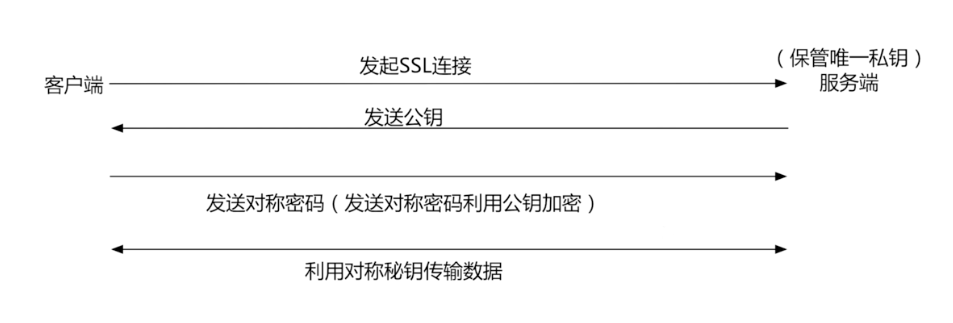 发起SSL连接
（保管唯一私钥）
客户端
服务端
发送公钥
发送对称密码（发送对称密码利用公钥加密）
利用对称秘钥传输数据